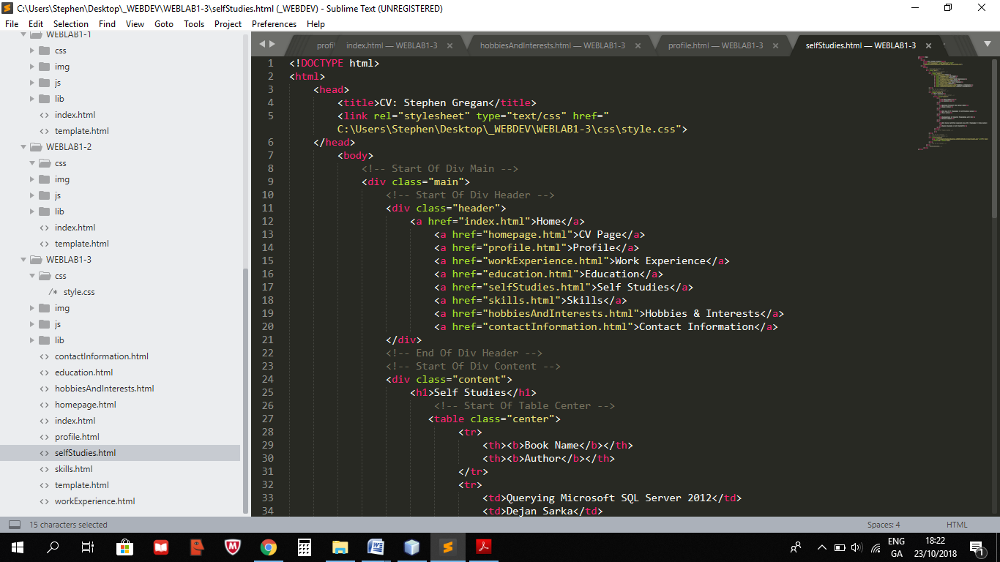 C:\Users\Stephen\Desktop\_WEBDEV\WEBLAB1-3\selfStudies.html (_WEBDEV) - Sublime Text (UNREGISTERED)
File Edit Selection Find View Goto Tools Project Preferences Help
WEBLAB1-1
css
img
js
lib
index.html
template.html
WEBLAB1-2
css
img
js
lib
index.html
template.html
WEBLAB1-3
css
/* style.css
img
js
lib
contactInformation.html
education.html
hobbiesAndInterests.html
homepage.html
index.html
profile.html
selfStudies.html
skills.html
template.html
workExperience.html
profi index.html — WEBLAB1-3 hobbiesAndInterests.html — WEBLAB1-3 profile.html — WEBLAB1-3 selfStudies.html — WEBLAB1-3
1 <!DOCTYPE html>
2 <html>
3 <head>
4 <title>CV: Stephen Gregan</title>
5 <link rel="stylesheet" type="text/css" href="
C:\Users\Stephen\Desktop\_WEBDEV\WEBLAB1-3\css\style.css">
6 </head>
7 <body>
8 <!-- Start Of Div Main -->
9 <div class="main">
10 <!-- Start Of Div Header -->
11 <div class="header">
12 <a href="index.html">Home</a>
13 <a href="homepage.html">CV Page</a>
14 <a href="profile.html">Profile</a>
15 <a href="workExperience.html">Work Experience</a>
16 <a href="education.html">Education</a>
17 <a href="selfStudies.html">Self Studies</a>
18 <a href="skills.html">Skills</a>
19 <a href="hobbiesAndInterests.html">Hobbies & Interests</a>
20 <a href="contactInformation.html">Contact Information</a>
21 </div>
22 <!-- End Of Div Header -->
23 <!-- Start Of Div Content -->
24 <div class="content">
25 <h1>Self Studies</h1>
26 <!-- Start Of Table Center -->
27 <table class="center">
28 <tr>
29 <th><b>Book Name</b></th>
30 <th><b>Author</b></th>
31 </tr>
32 <tr>
33 <td>Querying Microsoft SQL Server 2012</td>
34 <td>Dejan Sarka</td>
15 characters selected Spaces: 4 HTML
ENG 18:22
GA 23/10/2018 1